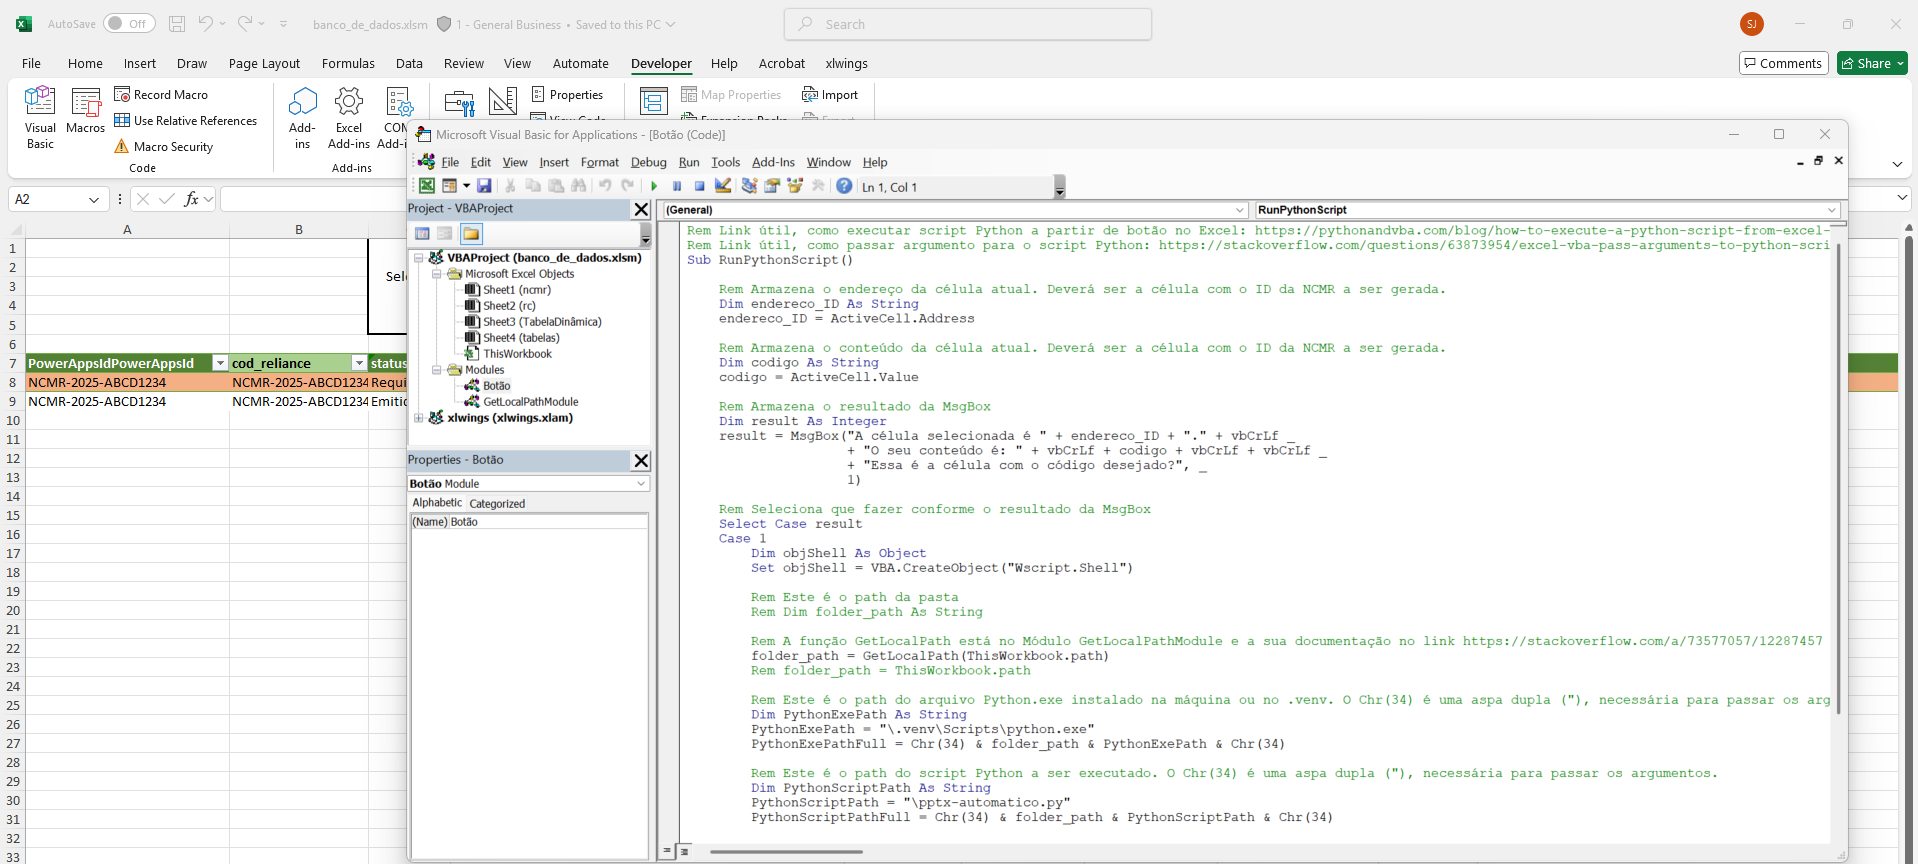 AutoSave Off banco_de_dados.xlsm 1 - General Business • Saved to this PC Search SJ
File Home Insert Draw Page Layout Formulas Data Review View Automate Developer Help Acrobat xlwings Comments Share
Visual Basic
Macros
Record Macro
Use Relative References
Macro Security
Code
Add-ins
Excel Add-ins
COM Add-i
Add-ins
Properties
View Code
Map Properties
Expansion Packs
Import
Export
A2 fx
Microsoft Visual Basic for Applications - [Botão (Code)]
File Edit View Insert Format Debug Run Tools Add-Ins Window Help
Ln 1, Col 1
Project - VBAProject
VBAProject (banco_de_dados.xlsm)
Microsoft Excel Objects
Sheet1 (ncmr)
Sheet2 (rc)
Sheet3 (TabelaDinâmica)
Sheet4 (tabelas)
ThisWorkbook
Modules
Botão
GetLocalPathModule
xlwings (xlwings.xlam)
Properties - Botão
Botão Module
Alphabetic Categorized
(Name) Botão
(General) RunPythonScript
Rem Link útil, como executar script Python a partir de botão no Excel: https://pythonandvba.com/blog/how-to-execute-a-python-script-from-excel-
Rem Link útil, como passar argumento para o script Python: https://stackoverflow.com/questions/63873954/excel-vba-pass-arguments-to-python-scri
Sub RunPythonScript()
Rem Armazena o endereço da célula atual. Deverá ser a célula com o ID da NCMR a ser gerada.
Dim endereco_ID As String
endereco_ID = ActiveCell.Address
Rem Armazena o conteúdo da célula atual. Deverá ser a célula com o ID da NCMR a ser gerada.
Dim codigo As String
codigo = ActiveCell.Value
Rem Armazena o resultado da MsgBox
Dim result As Integer
result = MsgBox("A célula selecionada é " + endereco_ID + "." + vbCrLf _
+ "O seu conteúdo é: " + vbCrLf + codigo + vbCrLf + vbCrLf _
+ "Essa é a célula com o código desejado?", _
1)
Rem Seleciona que fazer conforme o resultado da MsgBox
Select Case result
Case 1
Dim objShell As Object
Set objShell = VBA.CreateObject("Wscript.Shell")
Rem Este é o path da pasta
Rem Dim folder_path As String
Rem A função GetLocalPath está no Módulo GetLocalPathModule e a sua documentação no link https://stackoverflow.com/a/73577057/12287457
folder_path = GetLocalPath(ThisWorkbook.path)
Rem folder_path = ThisWorkbook.path
Rem Este é o path do arquivo Python.exe instalado na máquina ou no .venv. O Chr(34) é uma aspa dupla ("), necessária para passar os arg
Dim PythonExePath As String
PythonExePath = "\.venv\Scripts\python.exe"
PythonExePathFull = Chr(34) & folder_path & PythonExePath & Chr(34)
Rem Este é o path do script Python a ser executado. O Chr(34) é uma aspa dupla ("), necessária para passar os argumentos.
Dim PythonScriptPath As String
PythonScriptPath = "\pptx-automatico.py"
PythonScriptPathFull = Chr(34) & folder_path & PythonScriptPath & Chr(34)
A B
1
2
3 Sele
4
5
6
7 PowerAppsIdPowerAppsId cod_reliance status
8 NCMR-2025-ABCD1234 NCMR-2025-ABCD1234 Requi
9 NCMR-2025-ABCD1234 NCMR-2025-ABCD1234 Emitic
10
11
12
13
14
15
16
17
18
19
20
21
22
23
24
25
26
27
28
29
30
31
32
33